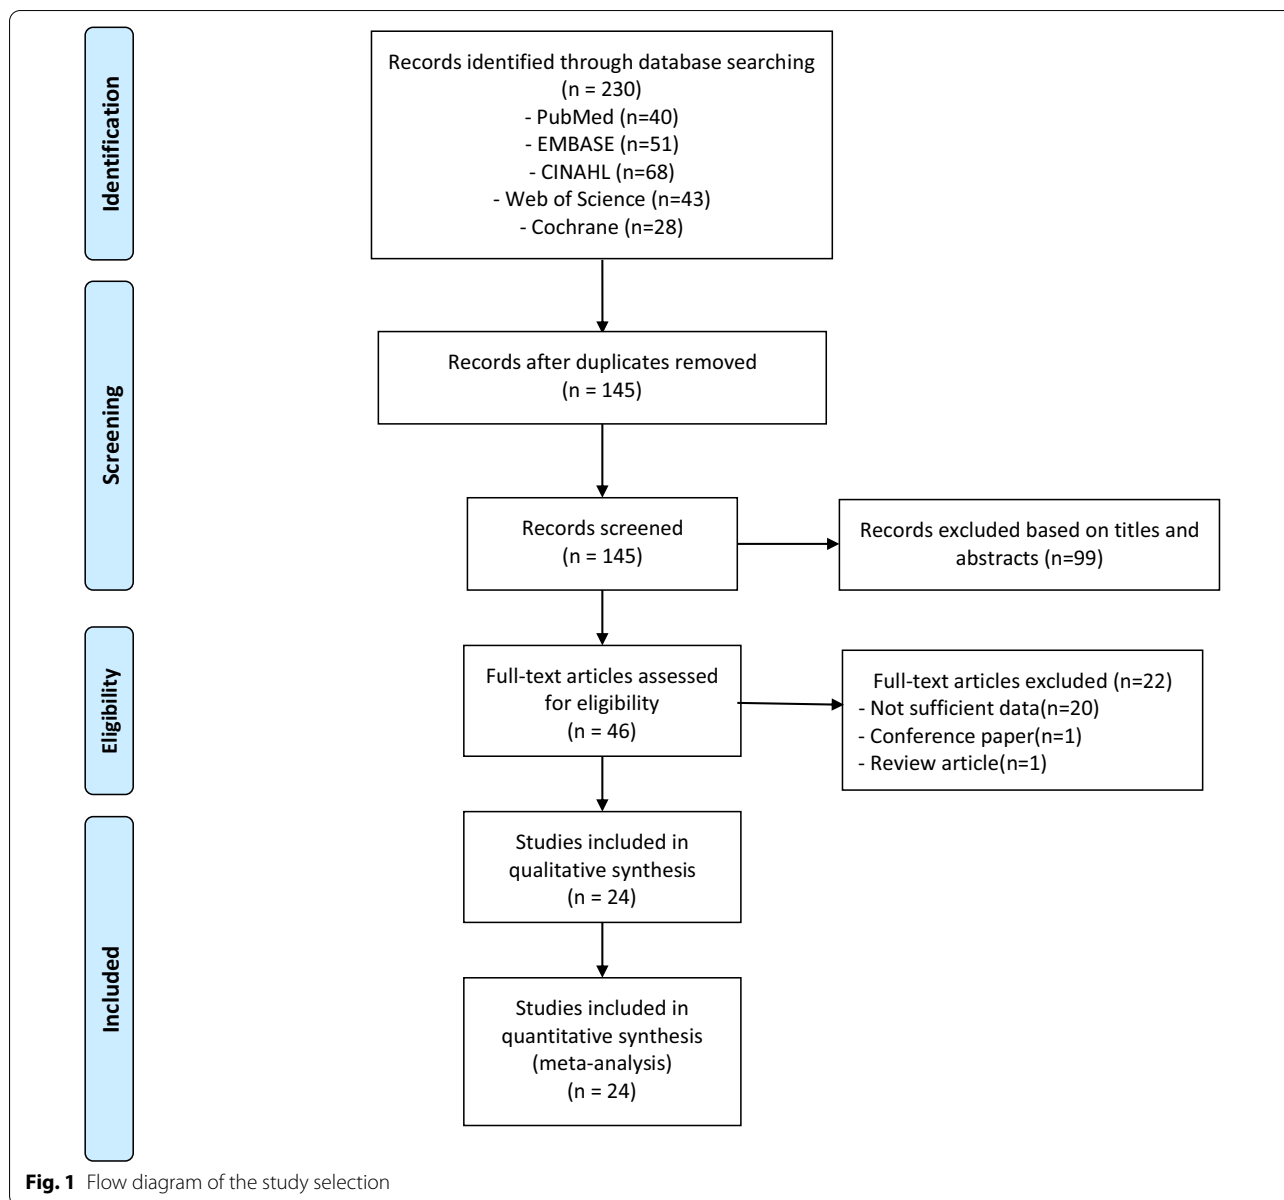 Identification
Records identified through database searching
(n = 230)
- PubMed (n=40)
- EMBASE (n=51)
- CINAHL (n=68)
- Web of Science (n=43)
- Cochrane (n=28)
Screening
Records after duplicates removed
(n = 145)
Records screened
(n = 145)
Records excluded based on titles and
abstracts (n=99)
Eligibility
Full-text articles assessed
for eligibility
(n = 46)
Full-text articles excluded (n=22)
- Not sufficient data(n=20)
- Conference paper(n=1)
- Review article(n=1)
Included
Studies included in
qualitative synthesis
(n = 24)
Studies included in
quantitative synthesis
(meta-analysis)
(n = 24)
Fig. 1 Flow diagram of the study selection